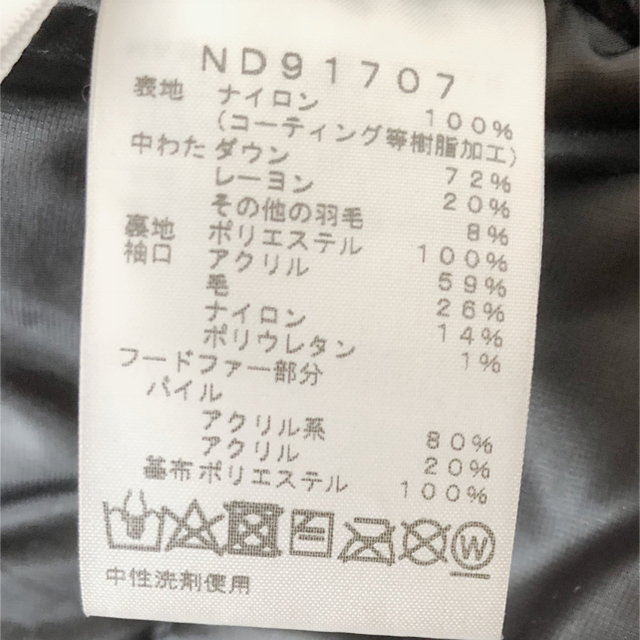 ND91707
表地 ナイロン 100%
(コーティング等樹脂加工)
中わた ダウン 72%
レーヨン 20%
その他の羽毛 8%
裏地 ポリエステル 100%
袖口 アクリル 59%
毛 26%
ナイロン 14%
ポリウレタン 1%
フードファー部分
パイル
アクリル系 80%
アクリル 20%
基布 ポリエステル 100%
W
中性洗剤使用